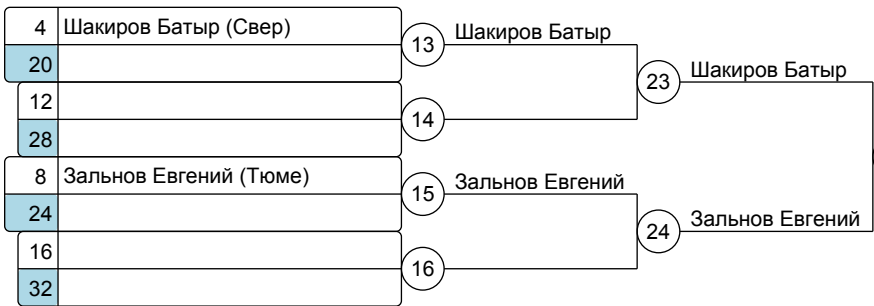 4 Шакиров Батыр (Свер)
20
13 Шакиров Батыр
12
28
14
23 Шакиров Батыр
8 Зальнов Евгений (Тюме)
24
15 Зальнов Евгений
16
32
16
24 Зальнов Евгений